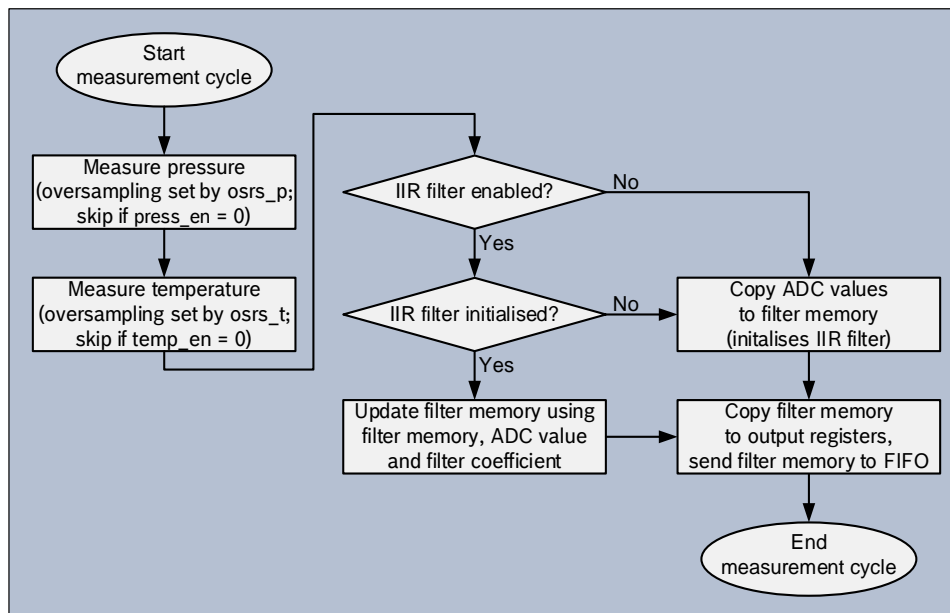 Start
measurement cycle
Measure pressure
(oversampling set by osrs_p;
skip if press_en = 0)
Measure temperature
(oversampling set by osrs_t;
skip if temp_en = 0)
IIR filter enabled?
No
Yes
IIR filter initialised?
No
Yes
Copy ADC values
to filter memory
(initalises IIR filter)
Update filter memory using
filter memory, ADC value
and filter coefficient
Copy filter memory
to output registers,
send filter memory to FIFO
End
measurement cycle